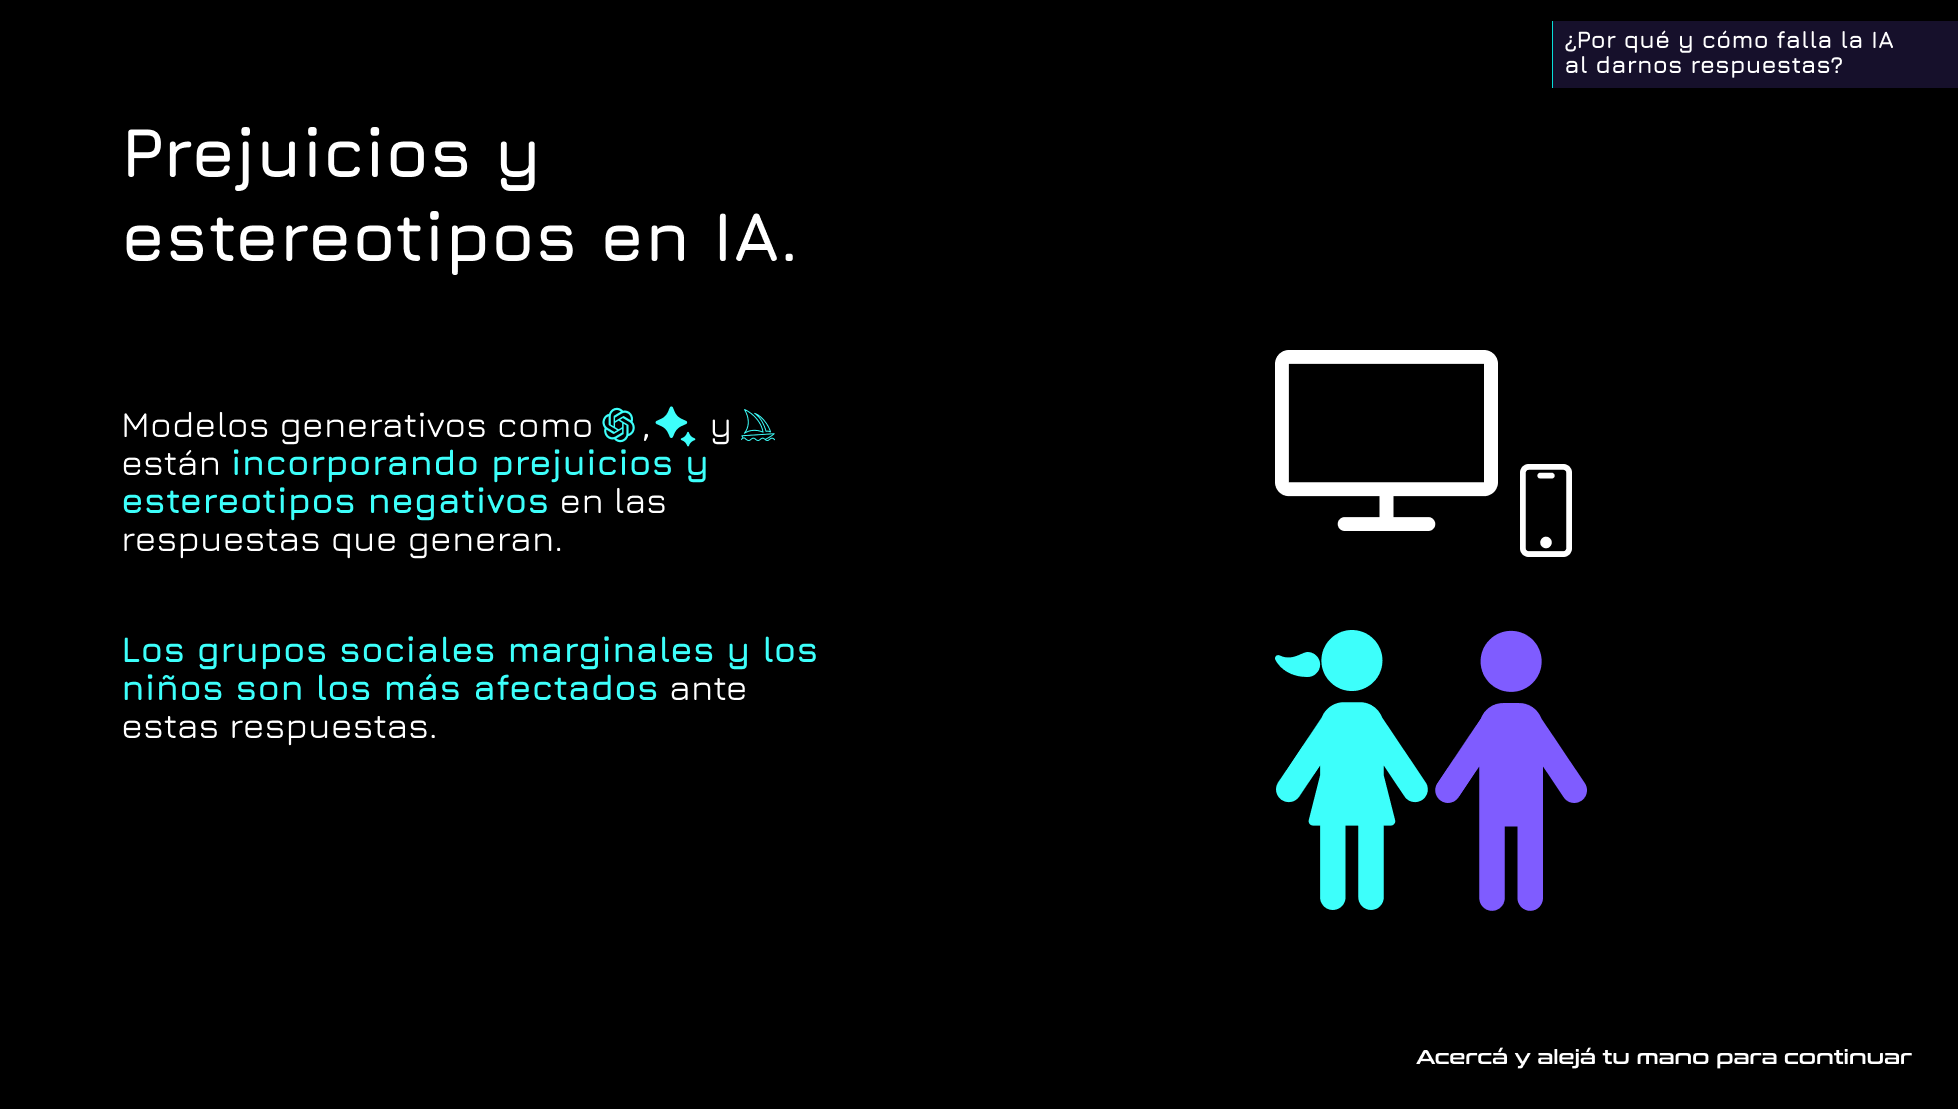 ¿Por qué y cómo falla la IA
al darnos respuestas?
Prejuicios y
estereotipos en IA.
Modelos generativos como , y
están incorporando prejuicios y
estereotipos negativos en las
respuestas que generan.
Los grupos sociales marginales y los
niños son los más afectados ante
estas respuestas.
Acercá y alejá tu mano para continuar